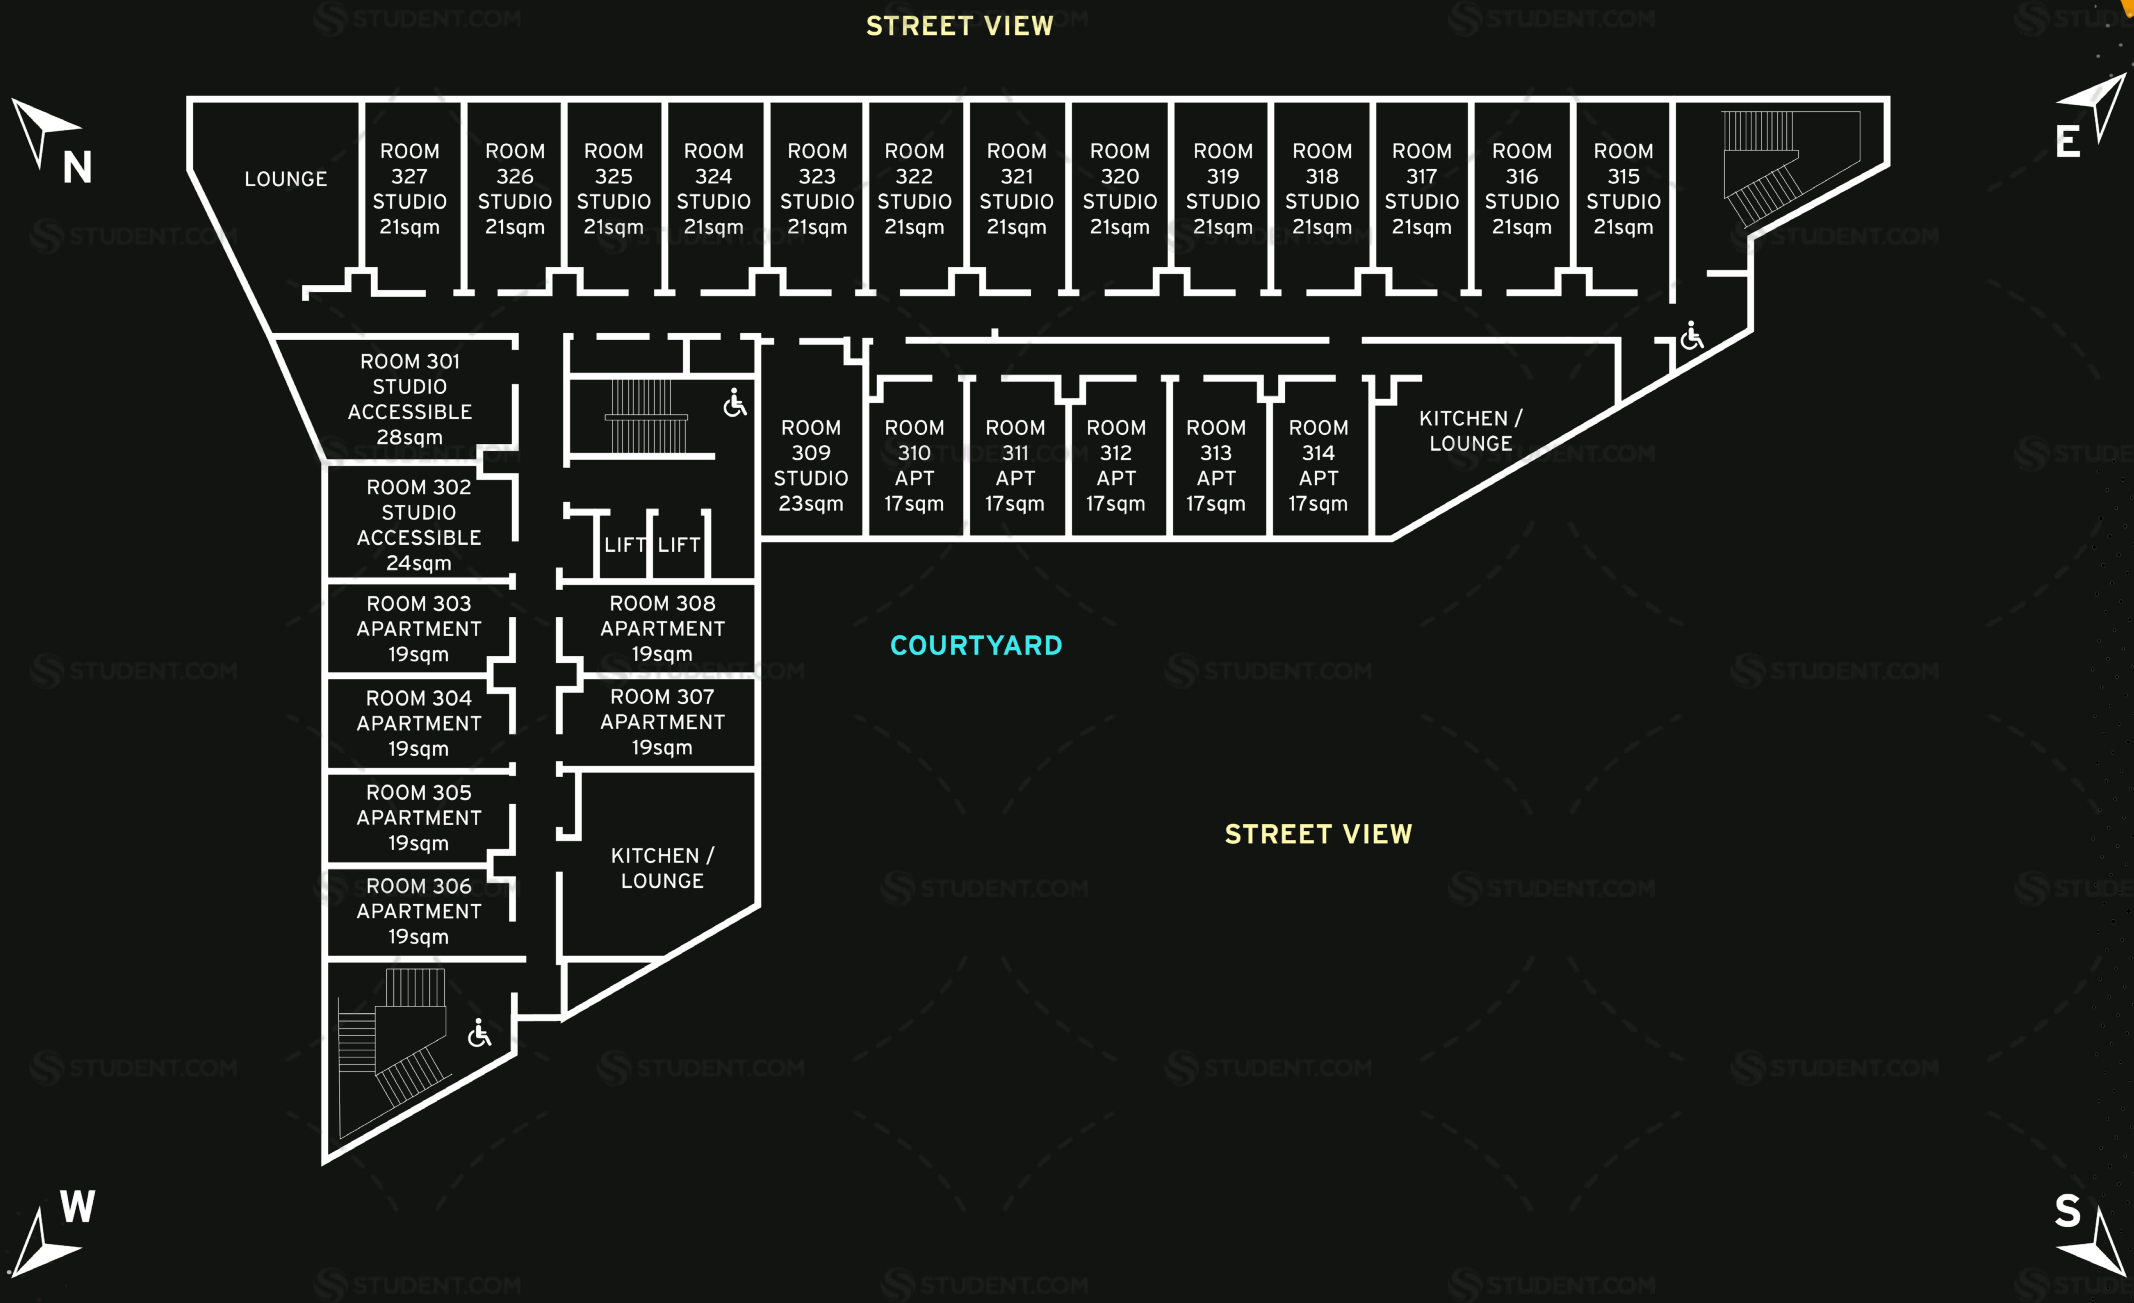 STREET VIEW
N
E
LOUNGE
ROOM
327
STUDIO
21sqm
ROOM
326
STUDIO
21sqm
ROOM
325
STUDIO
21sqm
ROOM
324
STUDIO
21sqm
ROOM
323
STUDIO
21sqm
ROOM
322
STUDIO
21sqm
ROOM
321
STUDIO
21sqm
ROOM
320
STUDIO
21sqm
ROOM
319
STUDIO
21sqm
ROOM
318
STUDIO
21sqm
ROOM
317
STUDIO
21sqm
ROOM
316
STUDIO
21sqm
ROOM
315
STUDIO
21sqm
ROOM 301
STUDIO
ACCESSIBLE
28sqm
ROOM 302
STUDIO
ACCESSIBLE
24sqm
LIFT
LIFT
ROOM
309
STUDIO
23sqm
ROOM
310
APT
17sqm
ROOM
311
APT
17sqm
ROOM
312
APT
17sqm
ROOM
313
APT
17sqm
ROOM
314
APT
17sqm
KITCHEN /
LOUNGE
ROOM 303
APARTMENT
19sqm
ROOM 308
APARTMENT
19sqm
COURTYARD
ROOM 304
APARTMENT
19sqm
ROOM 307
APARTMENT
19sqm
ROOM 305
APARTMENT
19sqm
STREET VIEW
KITCHEN /
LOUNGE
ROOM 306
APARTMENT
19sqm
W
S
STUDENT.COM